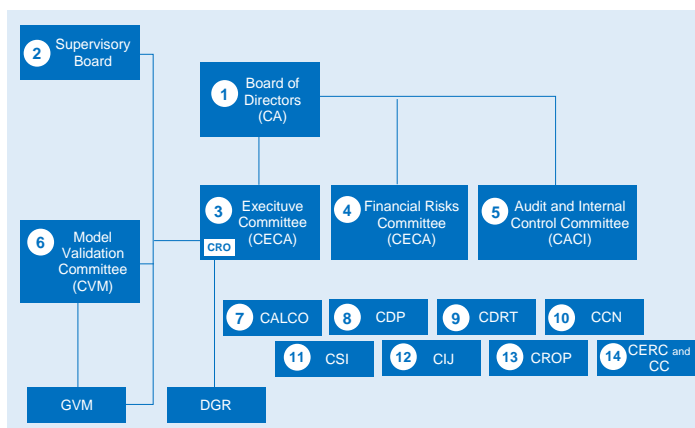 2
Supervisory
Board
1
Board of
Directors
(CA)
3
Execituve
Committee
(CECA)
CRO
4
Financial Risks
Committee
(CECA)
5
Audit and Internal
Control Committee
(CACI)
6
Model
Validation
Committee
(CVM)
7 CALCO
8 CDP
9 CDRT
10 CCN
11 CSI
12 CIJ
13 CROP
14 CERC and
CC
GVM
DGR